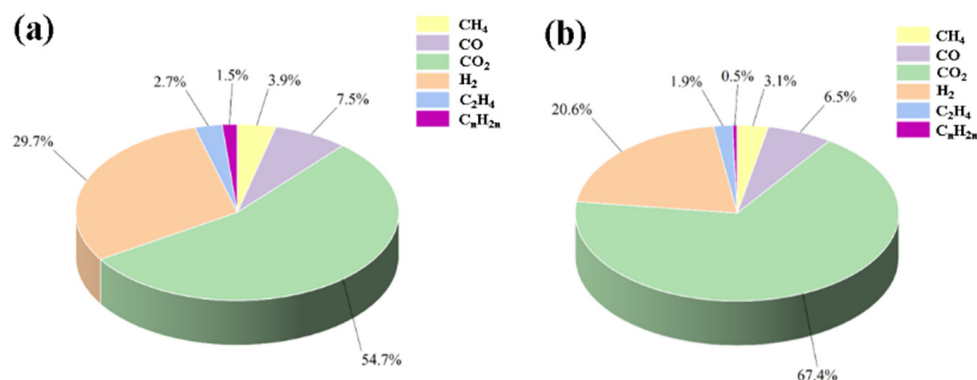 (a)
CH₄
CO
CO₂
H₂
C₂H₄
CₙH₂ₙ
2.7%
1.5%
3.9%
7.5%
29.7%
54.7%
(b)
CH₄
CO
CO₂
H₂
C₂H₄
CₙH₂ₙ
1.9%
0.5%
3.1%
6.5%
20.6%
67.4%